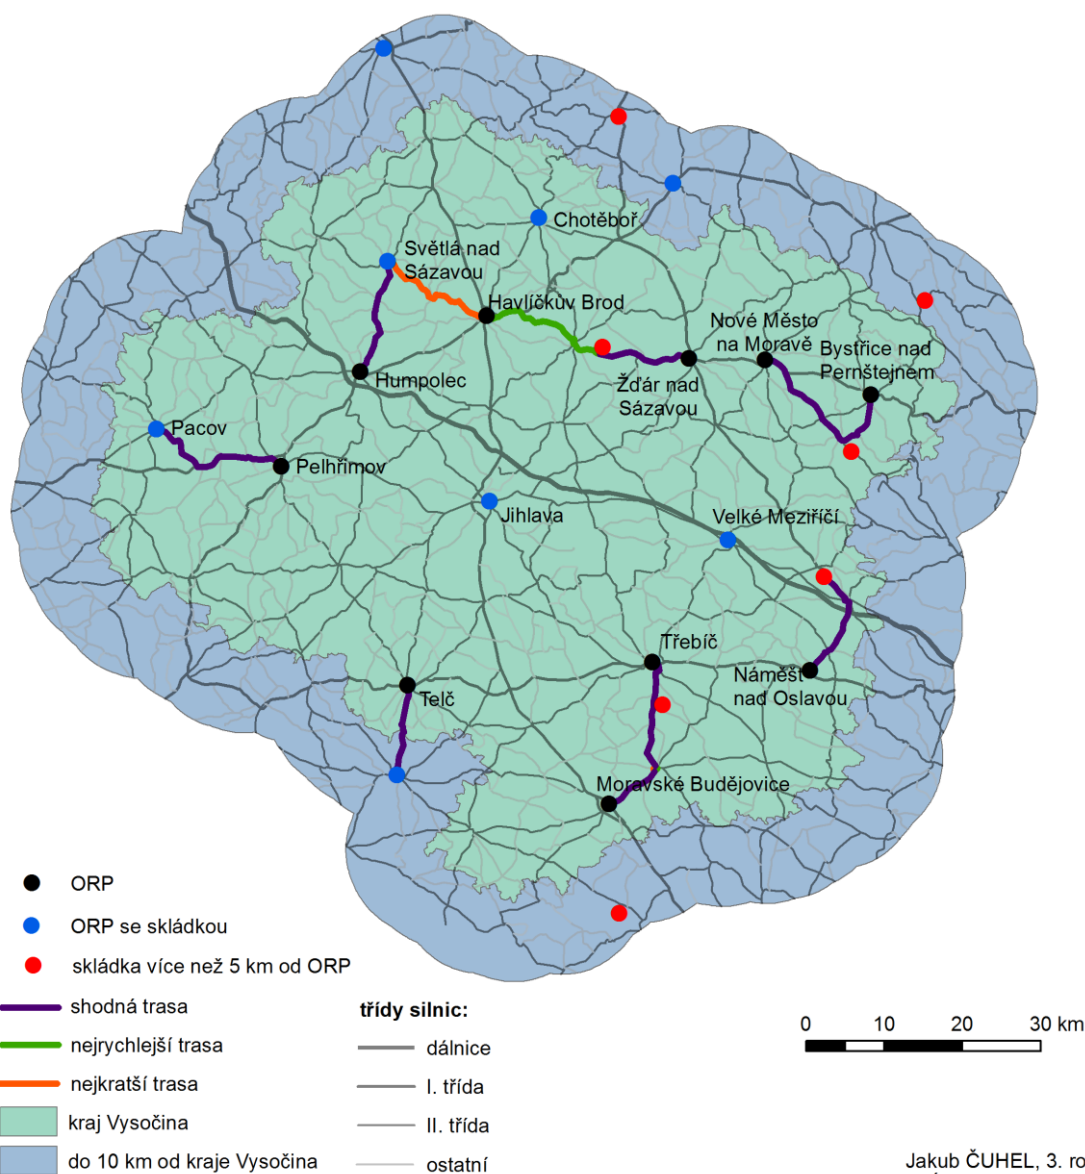 Chotěboř
Světlá nad
Sázavou
Havlíčkův Brod
Nové Město
na Moravě
Bystřice nad
Pernštejnem
Humpolec
Žďár nad
Sázavou
Pacov
Pelhřimov
Jihlava
Velké Meziříčí
Třebíč
Náměšť
nad Oslavou
Telč
Moravské Budějovice
ORP
ORP se skládkou
skládka více než 5 km od ORP
shodná trasa
nejrychlejší trasa
nejkratší trasa
kraj Vysočina
do 10 km od kraje Vysočina
třídy silnic:
dálnice
I. třída
II. třída
ostatní
0 10 20 30 km
Jakub ČUHEL, 3. ro